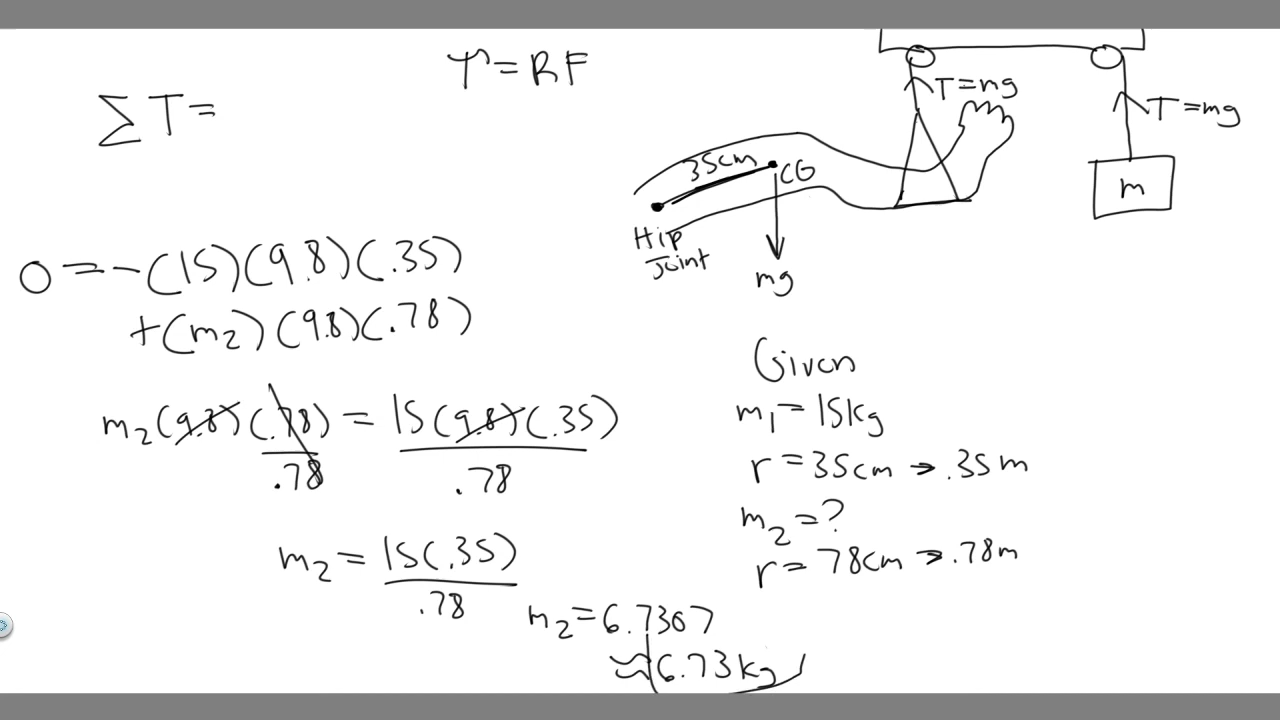 τ = RF
ΣT =
T = mg
T = mg
35cm
CG
m
Hip
Joint
mg
0 = -(15)(9.8)(.35)
+(m₂)(9.8)(.78)
m₂(9.8)(.78) = 15(9.8)(.35)
.78 .78
m₂ = 15(.35)
.78
m₂ = 6.7307
≈ 6.73 kg
Given
m₁ = 15kg
r = 35cm → .35m
m₂ = ?
r = 78cm → .78m